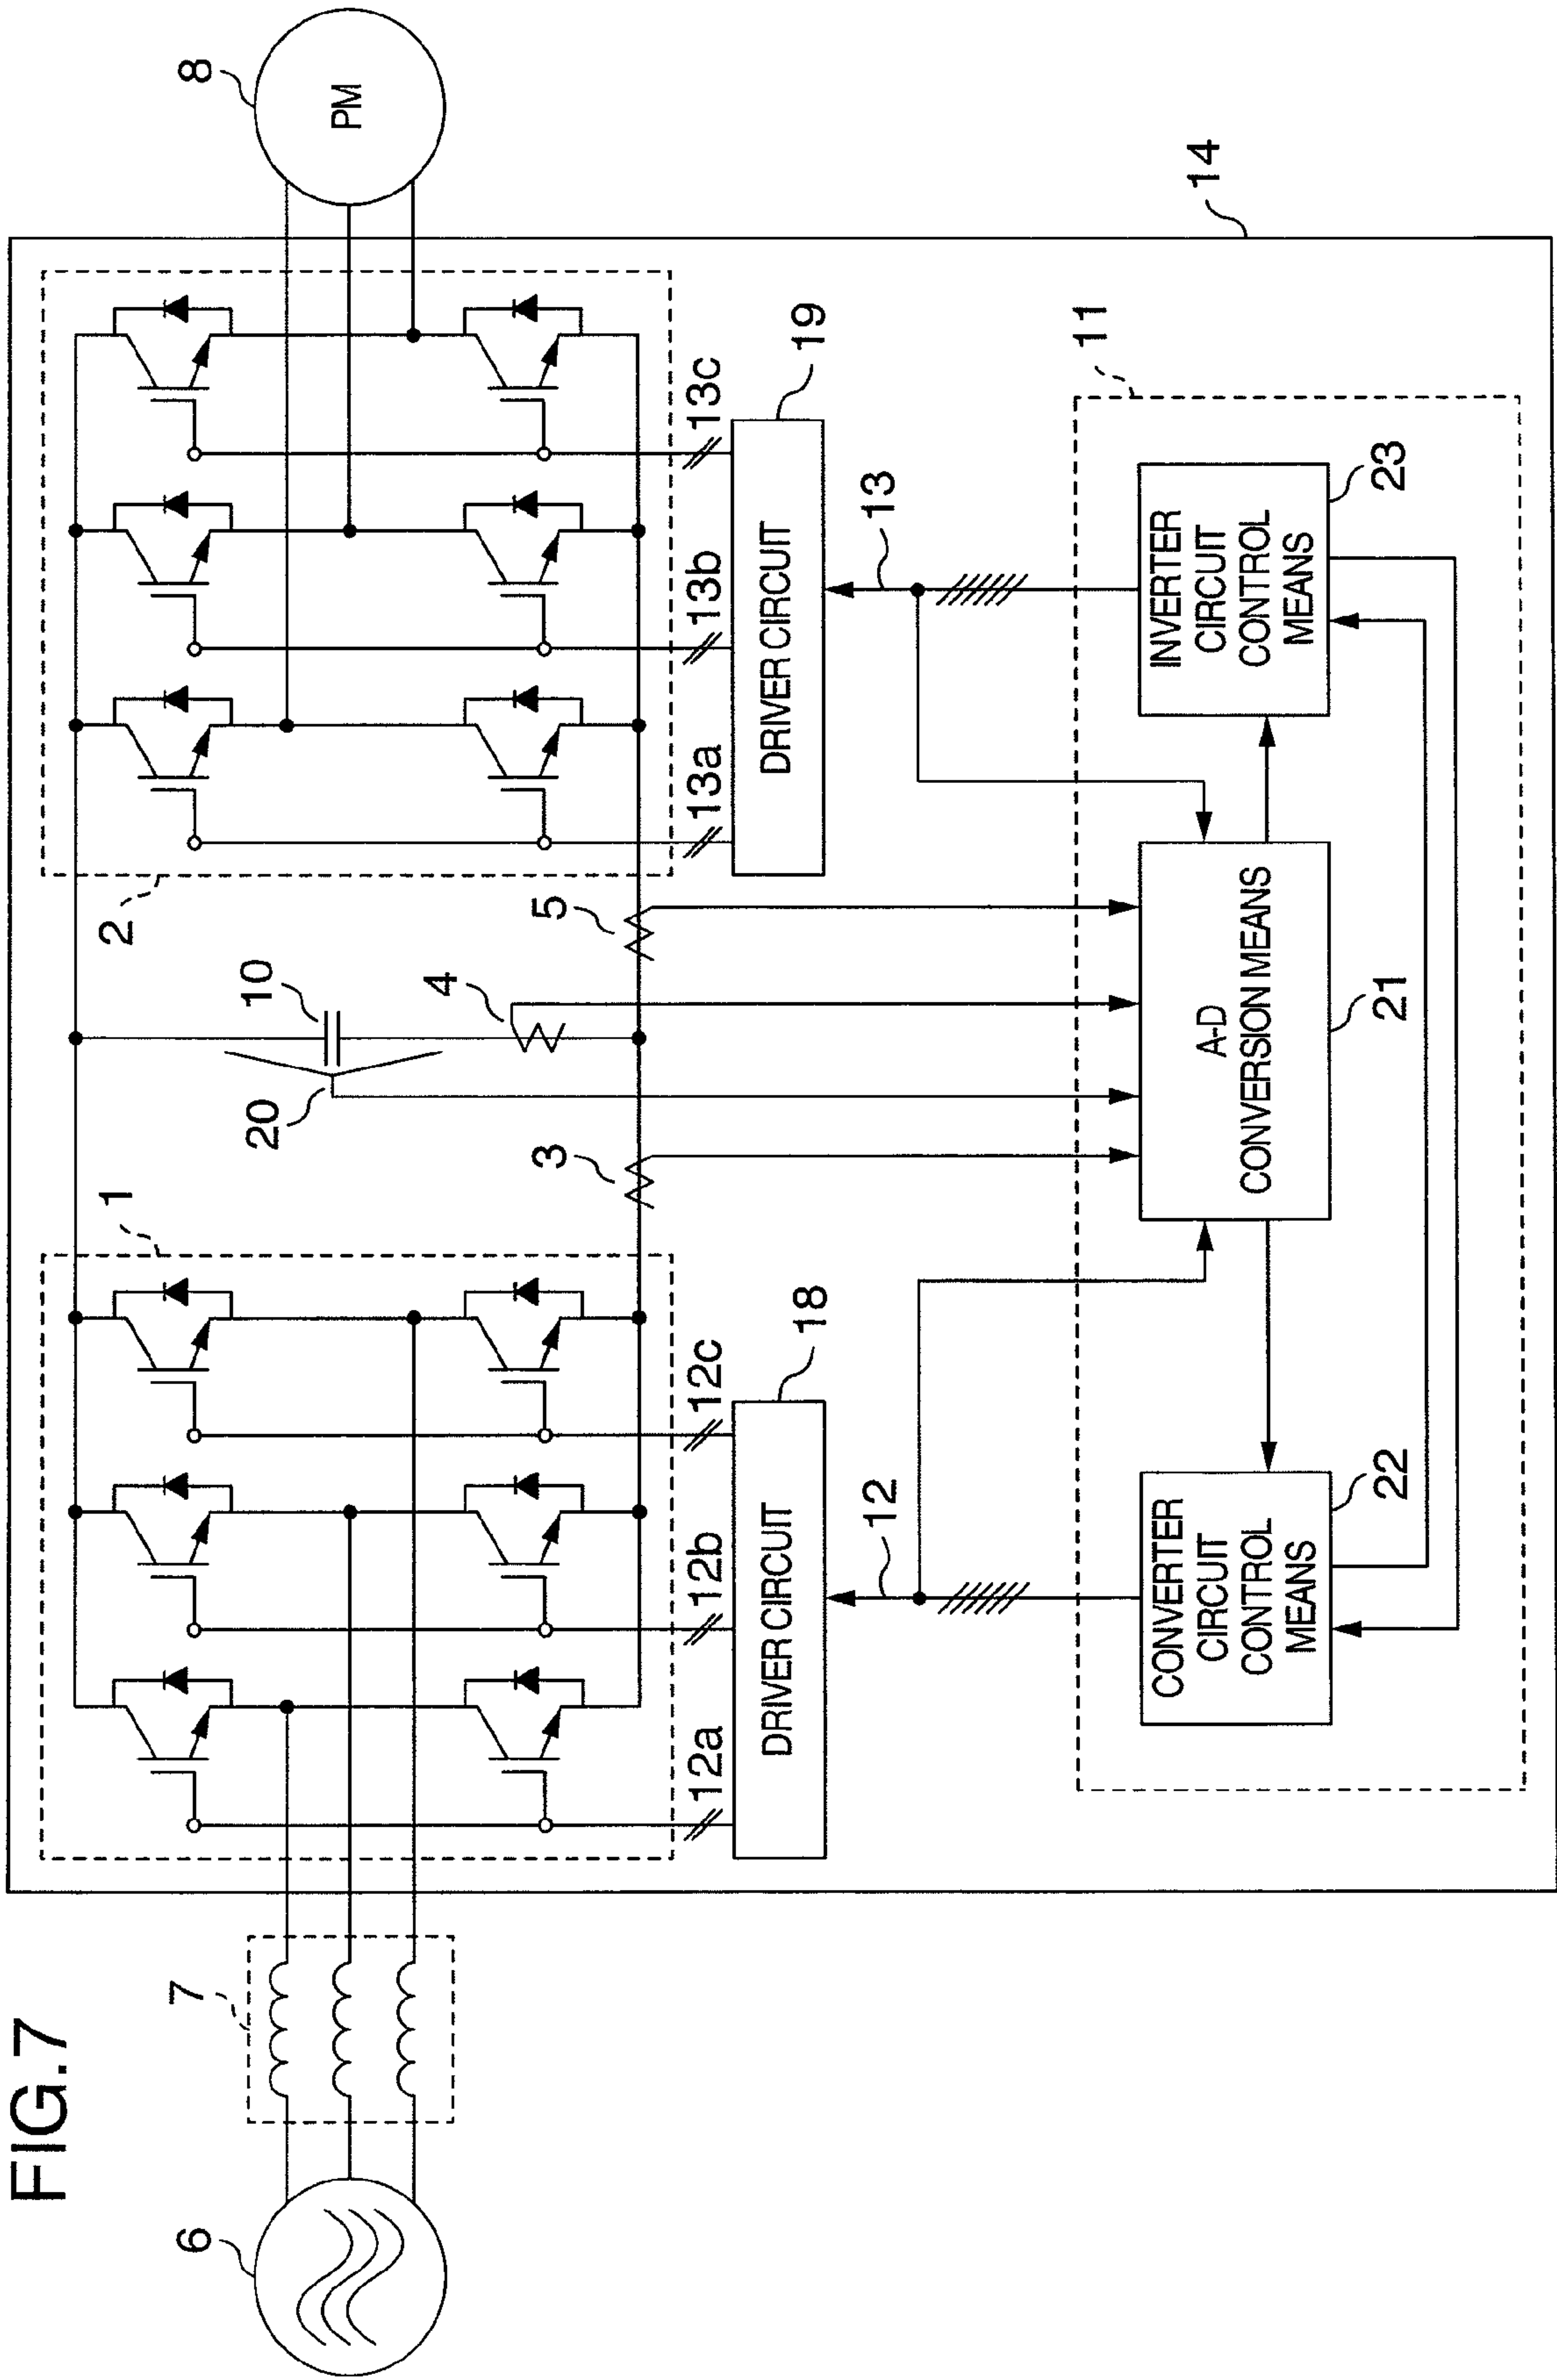 FIG.7
6
7
1
20
10
4
3
5
2
8
PM
12a
12b
12c
13a
13b
13c
DRIVER CIRCUIT
18
DRIVER CIRCUIT
19
12
13
14
11
CONVERTER
CIRCUIT
CONTROL
MEANS
22
A-D
CONVERSION MEANS
21
INVERTER
CIRCUIT
CONTROL
MEANS
23